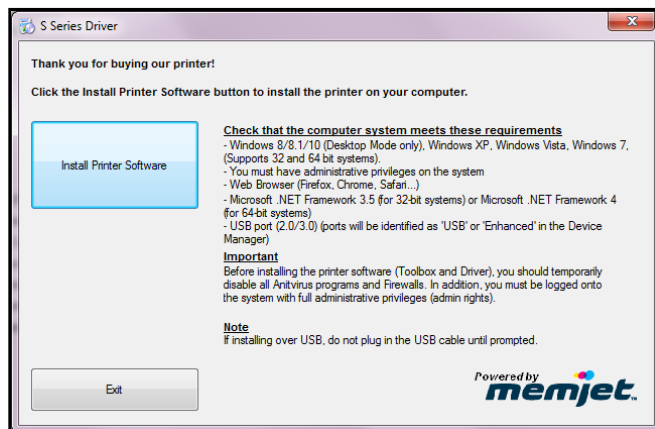 S Series Driver
Thank you for buying our printer!
Click the Install Printer Software button to install the printer on your computer.
Install Printer Software
Check that the computer system meets these requirements
- Windows 8/8.1/10 (Desktop Mode only), Windows XP, Windows Vista, Windows 7,
(Supports 32 and 64 bit systems).
- You must have administrative privileges on the system
- Web Browser (Firefox, Chrome, Safari...)
- Microsoft .NET Framework 3.5 (for 32-bit systems) or Microsoft .NET Framework 4
(for 64-bit systems)
- USB port (2.0/3.0) (ports will be identified as 'USB' or 'Enhanced' in the Device
Manager)
Important
Before installing the printer software (Toolbox and Driver), you should temporarily
disable all Anitvirus programs and Firewalls. In addition, you must be logged onto
the system with full administrative privileges (admin rights).
Note
If installing over USB, do not plug in the USB cable until prompted.
Exit
Powered by
memjet